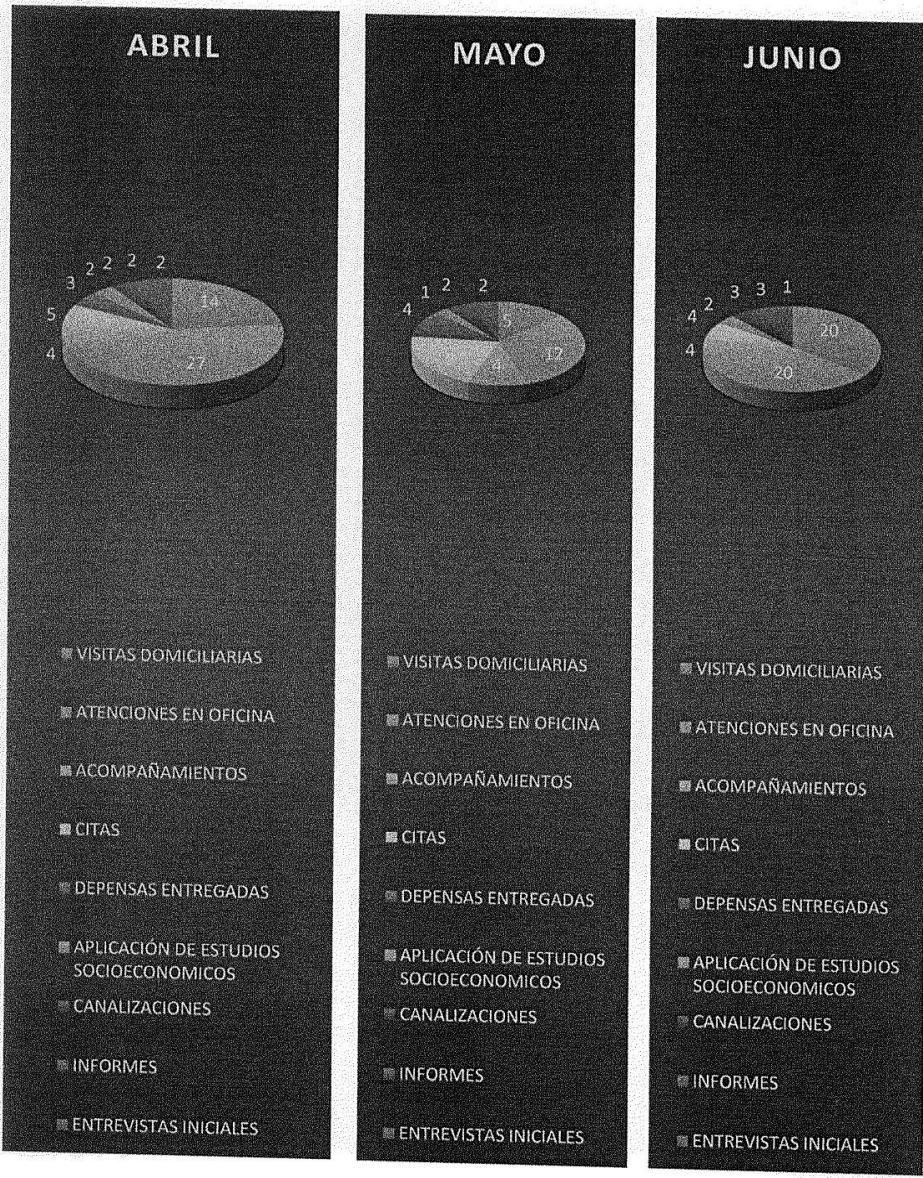 ABRIL
3 2 2 2 2
5
4
14
27
VISITAS DOMICILIARIAS
ATENCIONES EN OFICINA
ACOMPAÑAMIENTOS
CITAS
DEPENSAS ENTREGADAS
APLICACIÓN DE ESTUDIOS
SOCIOECONOMICOS
CANALIZACIONES
INFORMES
ENTREVISTAS INICIALES
MAYO
4 1 2 2
5
12
4
VISITAS DOMICILIARIAS
ATENCIONES EN OFICINA
ACOMPAÑAMIENTOS
CITAS
DEPENSAS ENTREGADAS
APLICACIÓN DE ESTUDIOS
SOCIOECONOMICOS
CANALIZACIONES
INFORMES
ENTREVISTAS INICIALES
JUNIO
4 2 3 3 1
4
20
20
VISITAS DOMICILIARIAS
ATENCIONES EN OFICINA
ACOMPAÑAMIENTOS
CITAS
DEPENSAS ENTREGADAS
APLICACIÓN DE ESTUDIOS
SOCIOECONOMICOS
CANALIZACIONES
INFORMES
ENTREVISTAS INICIALES